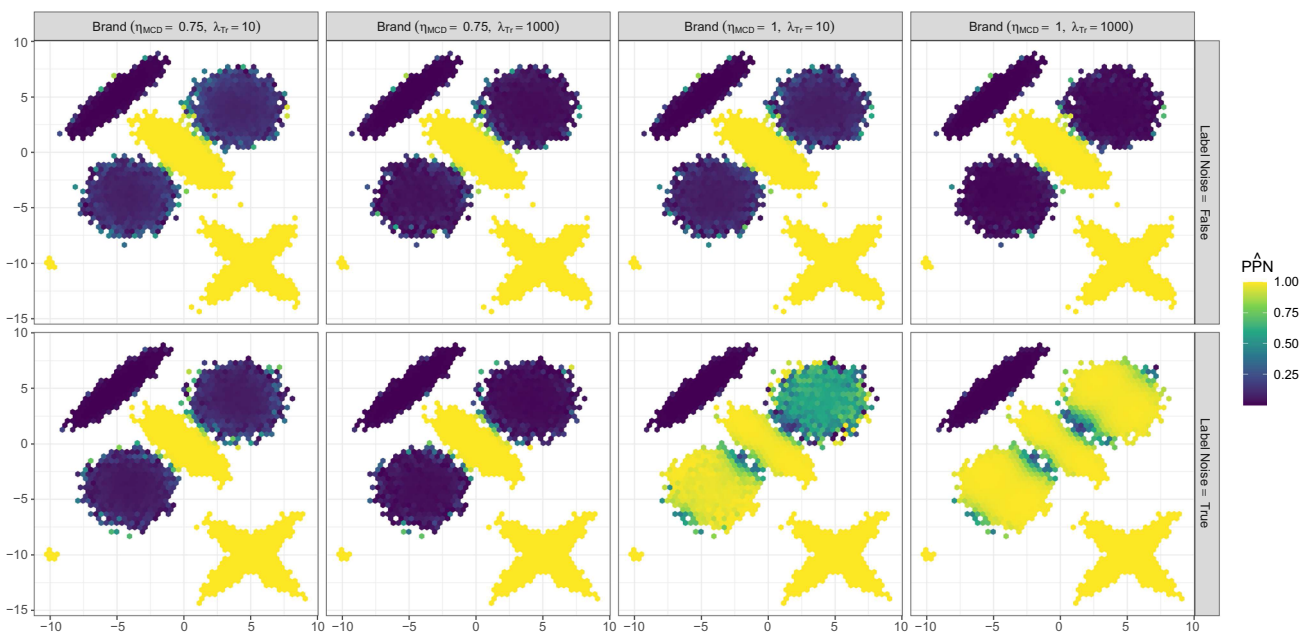 Brand (ηMCD = 0.75, λTr = 10)
Brand (ηMCD = 0.75, λTr = 1000)
Brand (ηMCD = 1, λTr = 10)
Brand (ηMCD = 1, λTr = 1000)
10
5
0
−5
−10
−15
Label Noise = False
10
5
0
−5
−10
−15
Label Noise = True
PP̂N
1.00
0.75
0.50
0.25
−10 −5 0 5 10
−10 −5 0 5 10
−10 −5 0 5 10
−10 −5 0 5 10